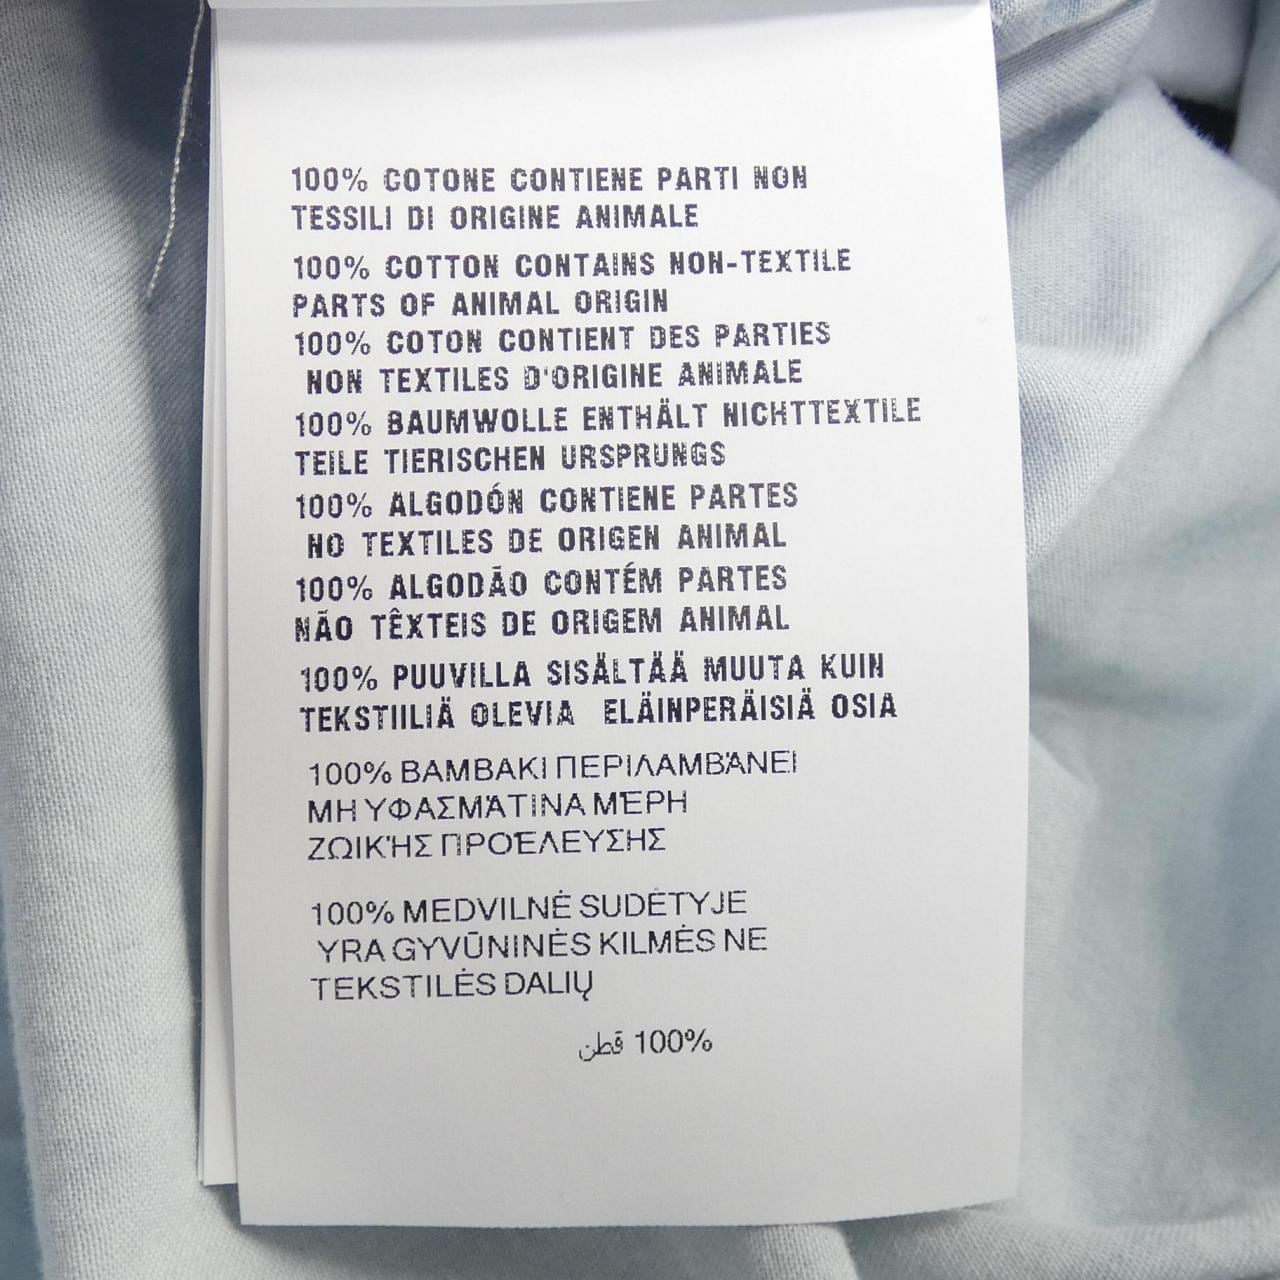 100% COTONE CONTIENE PARTI NON
TESSILI DI ORIGINE ANIMALE
100% COTTON CONTAINS NON-TEXTILE
PARTS OF ANIMAL ORIGIN
100% COTON CONTIENT DES PARTIES
NON TEXTILES D'ORIGINE ANIMALE
100% BAUMWOLLE ENTHÄLT NICHTTEXTILE
TEILE TIERISCHEN URSPRUNGS
100% ALGODÓN CONTIENE PARTES
NO TEXTILES DE ORIGEN ANIMAL
100% ALGODÃO CONTÉM PARTES
NÃO TÊXTEIS DE ORIGEM ANIMAL
100% PUUVILLA SISÄLTÄÄ MUUTA KUIN
TEKSTIILIÄ OLEVIA ELÄINPERÄISIÄ OSIA
100% ΒΑΜΒΑΚΙ ΠΕΡΙΛΑΜΒΆΝΕΙ
ΜΗ ΥΦΑΣΜΆΤΙΝΑ ΜΈΡΗ
ΖΩΙΚΉΣ ΠΡΟΈΛΕΥΣΗΣ
100% MEDVILNĖ SUDĖTYJE
YRA GYVŪNINĖS KILMĖS NE
TEKSTILĖS DALIŲ
100% قطن